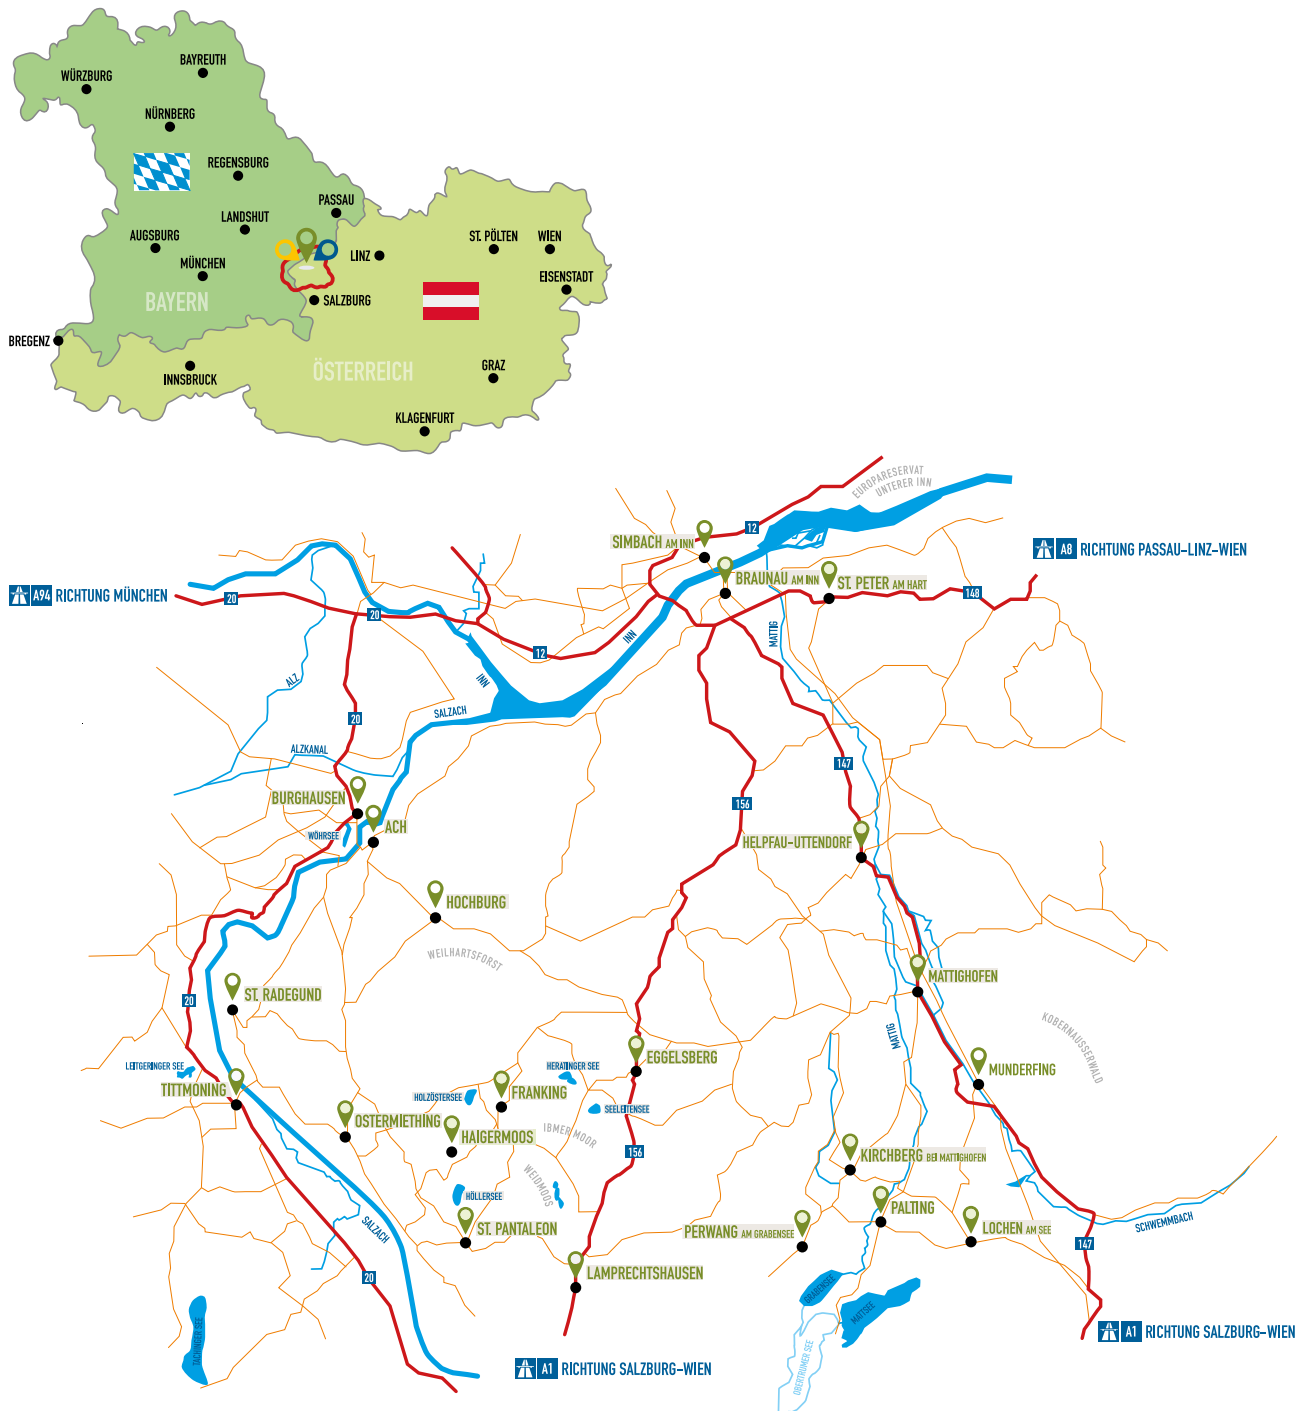 BAYREUTH
WÜRZBURG
NÜRNBERG
REGENSBURG
PASSAU
LANDSHUT
AUGSBURG
ST. PÖLTEN
WIEN
LINZ
MÜNCHEN
EISENSTADT
BAYERN
SALZBURG
BREGENZ
ÖSTERREICH
GRAZ
INNSBRUCK
KLAGENFURT
EUROPARESERVAT
UNTERER INN
12
SIMBACH AM INN
A8 RICHTUNG PASSAU-LINZ-WIEN
BRAUNAU AM INN
ST. PETER AM HART
A94 RICHTUNG MÜNCHEN
20
148
20
MATTIG
INN
12
ALZ
INN
SALZACH
20
ALZKANAL
147
BURGHAUSEN
156
ACH
WÖHRSEE
HELPFAU-UTTENDORF
HOCHBURG
WEILHARTSFORST
MATTIGHOFEN
ST. RADEGUND
20
KOBERNAUSSERWALD
MATTIG
EGGELSBERG
LEITGERINGER SEE
HERATINGER SEE
MUNDERFING
TITTMONING
FRANKING
HOLZÖSTERSEE
SEELEITENSEE
OSTERMIETHING
IBMER MOOR
HAIGERMOOS
156
KIRCHBERG BEI MATTIGHOFEN
WEIDMOOS
HÖLLERSEE
PALTING
SALZACH
ST. PANTALEON
PERWANG AM GRABENSEE
LOCHEN AM SEE
SCHWEMMBACH
147
LAMPRECHTSHAUSEN
20
GRABENSEE
MATTSEE
TACHINGER SEE
A1 RICHTUNG SALZBURG-WIEN
OBERTRUMER SEE
A1 RICHTUNG SALZBURG-WIEN